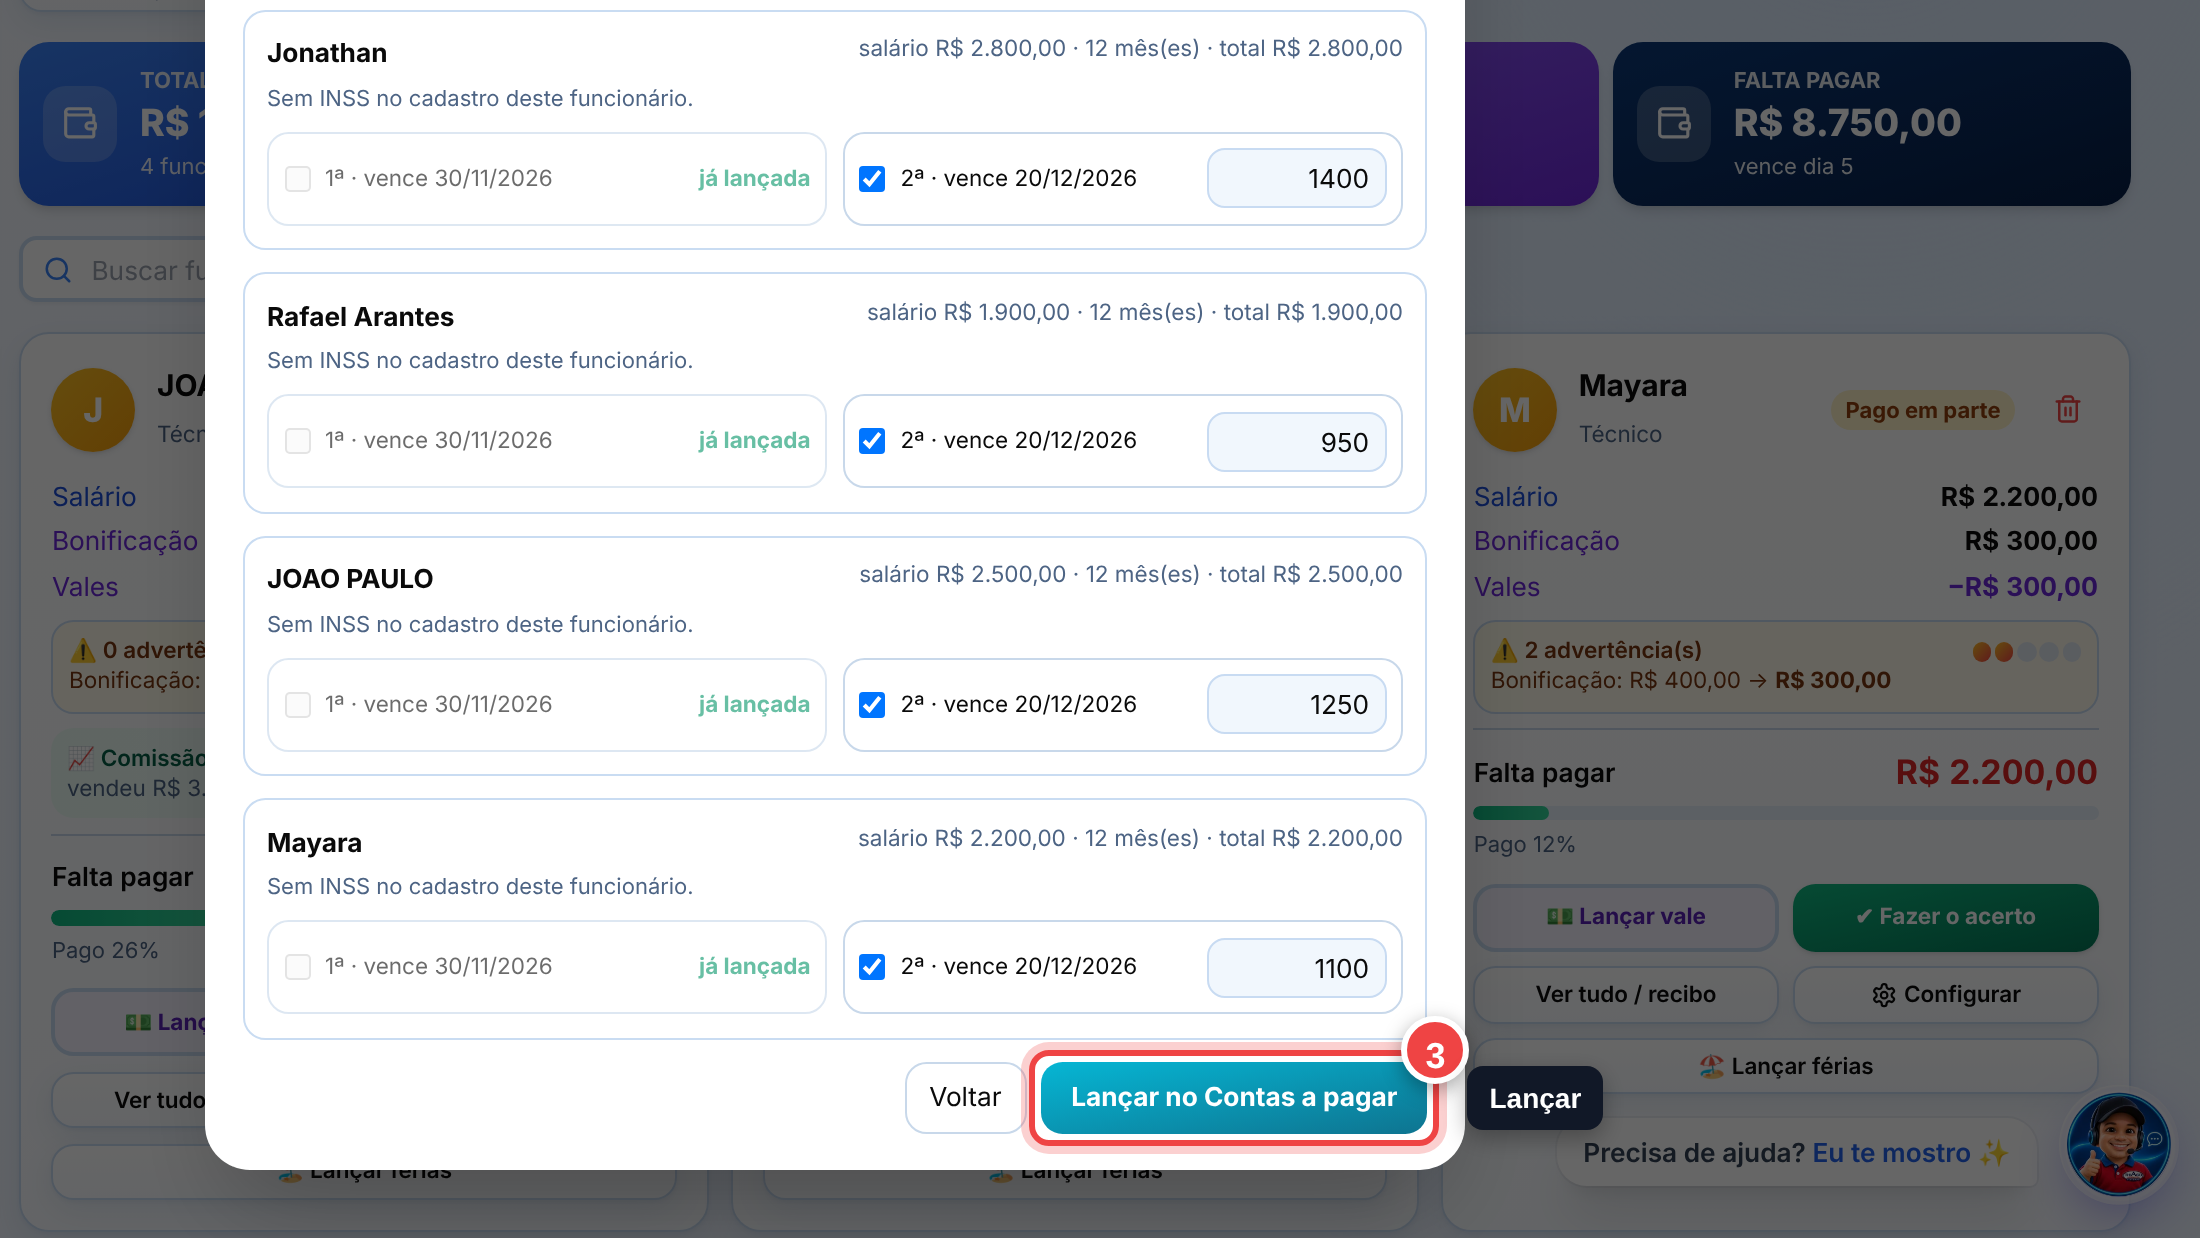 Jonathan
salário R$ 2.800,00 · 12 mês(es) · total R$ 2.800,00
Sem INSS no cadastro deste funcionário.
1ª · vence 30/11/2026
já lançada
2ª · vence 20/12/2026
1400
Rafael Arantes
salário R$ 1.900,00 · 12 mês(es) · total R$ 1.900,00
Sem INSS no cadastro deste funcionário.
1ª · vence 30/11/2026
já lançada
2ª · vence 20/12/2026
950
JOAO PAULO
salário R$ 2.500,00 · 12 mês(es) · total R$ 2.500,00
Sem INSS no cadastro deste funcionário.
1ª · vence 30/11/2026
já lançada
2ª · vence 20/12/2026
1250
Mayara
salário R$ 2.200,00 · 12 mês(es) · total R$ 2.200,00
Sem INSS no cadastro deste funcionário.
1ª · vence 30/11/2026
já lançada
2ª · vence 20/12/2026
1100
Voltar
Lançar no Contas a pagar
3
Lançar
TOTAL
R$
4
Buscar
J
Salário
Bonificação
Vales
⚠️ 0
Bonificação:
📈 Comissão
vendeu R$ 3.
Falta pagar
Pago 26%
Ver tudo
Lançar férias
Lançar férias
FALTA PAGAR
R$ 8.750,00
vence dia 5
M
Mayara
Técnico
Pago em parte
Salário
R$ 2.200,00
Bonificação
R$ 300,00
Vales
−R$ 300,00
⚠️ 2 advertência(s)
Bonificação: R$ 400,00 → R$ 300,00
Falta pagar
R$ 2.200,00
Pago 12%
💵 Lançar vale
✔ Fazer o acerto
Ver tudo / recibo
Configurar
🏖️ Lançar férias
Precisa de ajuda? Eu te mostro ✨